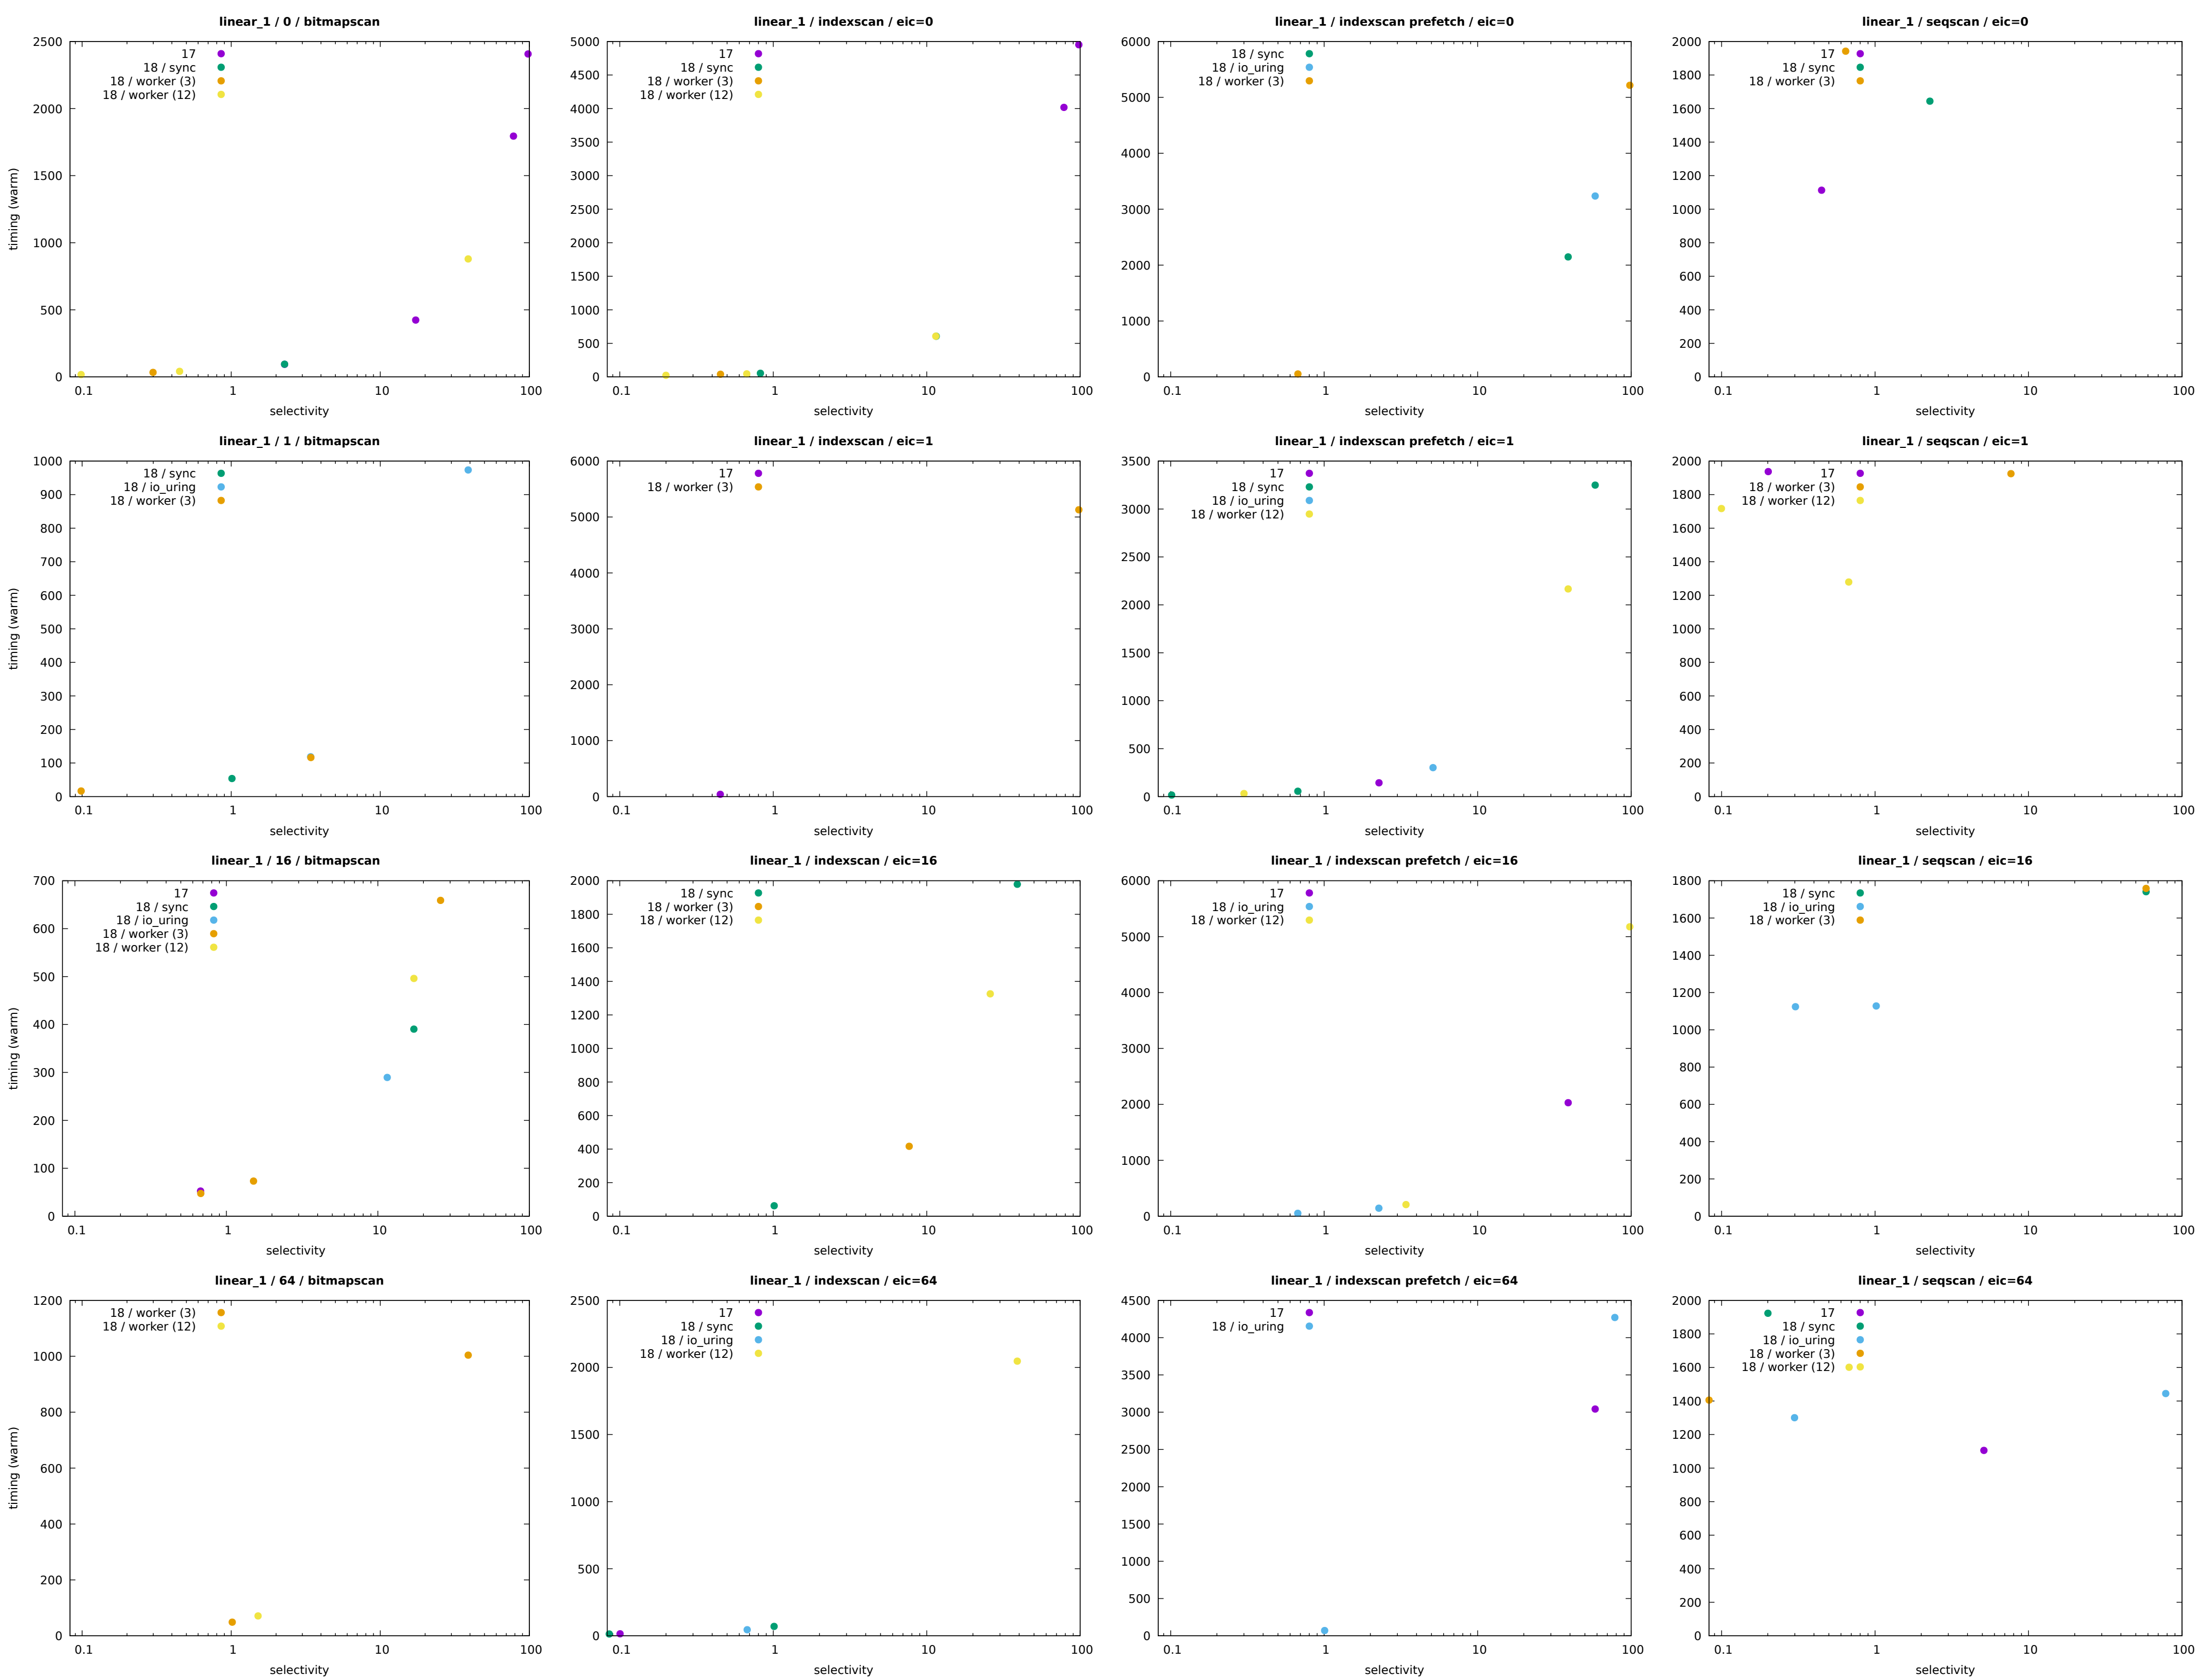 linear_1 / 0 / bitmapscan
2500
2000
1500
1000
500
0
timing (warm)
17
18 / sync
18 / worker (3)
18 / worker (12)
0.1 1 10 100
selectivity
linear_1 / indexscan / eic=0
5000
4500
4000
3500
3000
2500
2000
1500
1000
500
0
17
18 / sync
18 / worker (3)
18 / worker (12)
0.1 1 10 100
selectivity
linear_1 / indexscan prefetch / eic=0
6000
5000
4000
3000
2000
1000
0
18 / sync
18 / io_uring
18 / worker (3)
0.1 1 10 100
selectivity
linear_1 / seqscan / eic=0
2000
1800
1600
1400
1200
1000
800
600
400
200
0
17
18 / sync
18 / worker (3)
0.1 1 10 100
selectivity
linear_1 / 1 / bitmapscan
1000
900
800
700
600
500
400
300
200
100
0
timing (warm)
18 / sync
18 / io_uring
18 / worker (3)
0.1 1 10 100
selectivity
linear_1 / indexscan / eic=1
6000
5000
4000
3000
2000
1000
0
17
18 / worker (3)
0.1 1 10 100
selectivity
linear_1 / indexscan prefetch / eic=1
3500
3000
2500
2000
1500
1000
500
0
17
18 / sync
18 / io_uring
18 / worker (12)
0.1 1 10 100
selectivity
linear_1 / seqscan / eic=1
2000
1800
1600
1400
1200
1000
800
600
400
200
0
17
18 / worker (3)
18 / worker (12)
0.1 1 10 100
selectivity
linear_1 / 16 / bitmapscan
700
600
500
400
300
200
100
0
timing (warm)
17
18 / sync
18 / io_uring
18 / worker (3)
18 / worker (12)
0.1 1 10 100
selectivity
linear_1 / indexscan / eic=16
2000
1800
1600
1400
1200
1000
800
600
400
200
0
18 / sync
18 / worker (3)
18 / worker (12)
0.1 1 10 100
selectivity
linear_1 / indexscan prefetch / eic=16
6000
5000
4000
3000
2000
1000
0
17
18 / io_uring
18 / worker (12)
0.1 1 10 100
selectivity
linear_1 / seqscan / eic=16
1800
1600
1400
1200
1000
800
600
400
200
0
18 / sync
18 / io_uring
18 / worker (3)
0.1 1 10 100
selectivity
linear_1 / 64 / bitmapscan
1200
1000
800
600
400
200
0
timing (warm)
18 / worker (3)
18 / worker (12)
0.1 1 10 100
selectivity
linear_1 / indexscan / eic=64
2500
2000
1500
1000
500
0
17
18 / sync
18 / io_uring
18 / worker (12)
0.1 1 10 100
selectivity
linear_1 / indexscan prefetch / eic=64
4500
4000
3500
3000
2500
2000
1500
1000
500
0
17
18 / io_uring
0.1 1 10 100
selectivity
linear_1 / seqscan / eic=64
2000
1800
1600
1400
1200
1000
800
600
400
200
0
17
18 / sync
18 / io_uring
18 / worker (3)
18 / worker (12)
0.1 1 10 100
selectivity